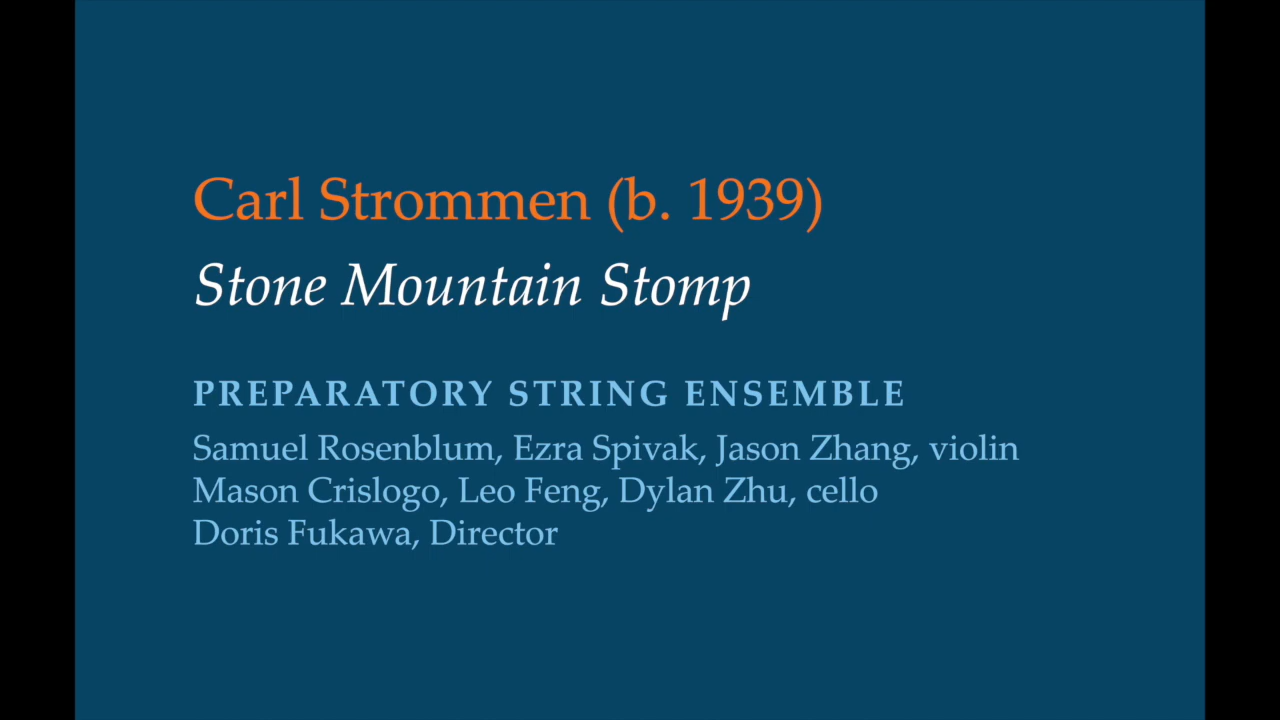 Carl Strommen (b. 1939)
Stone Mountain Stomp
PREPARATORY STRING ENSEMBLE
Samuel Rosenblum, Ezra Spivak, Jason Zhang, violin
Mason Crislogo, Leo Feng, Dylan Zhu, cello
Doris Fukawa, Director